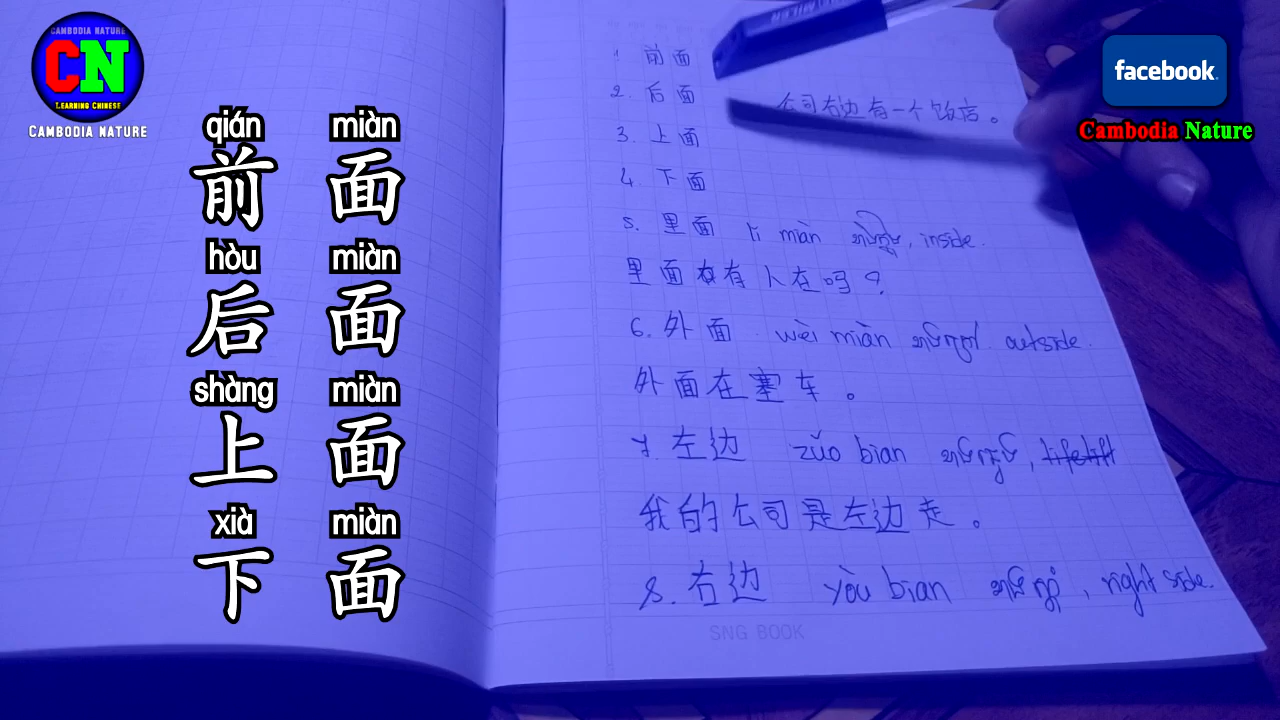 CAMBODIA NATURE
CN
LEARNING CHINESE
CAMBODIA NATURE
facebook
Cambodia Nature
qián miàn
前面
hòu miàn
后面
shàng miàn
上面
xià miàn
下面
1 前面
2. 后面
公司右边有一个饭店。
3. 上面
4. 下面
5. 里面 li màn inside.
里面有人在吗?
6. 外面 wèi miàn outside.
外面在塞车。
7. 左边 zuǒ bian
我的公司是左边走。
8. 右边 yòu bian , right side.
SNG BOOK